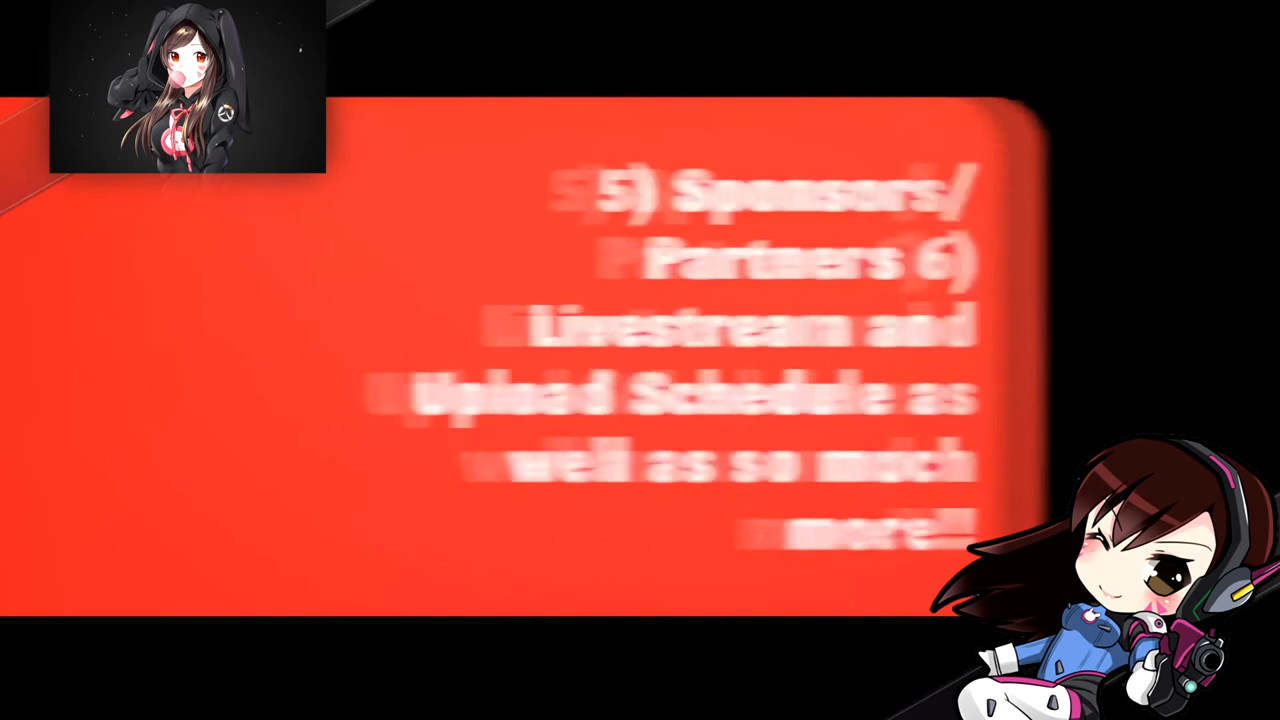 5) Sponsors/
Partners 6)
Livestream and
Upload Schedule as
well as so much
more!!